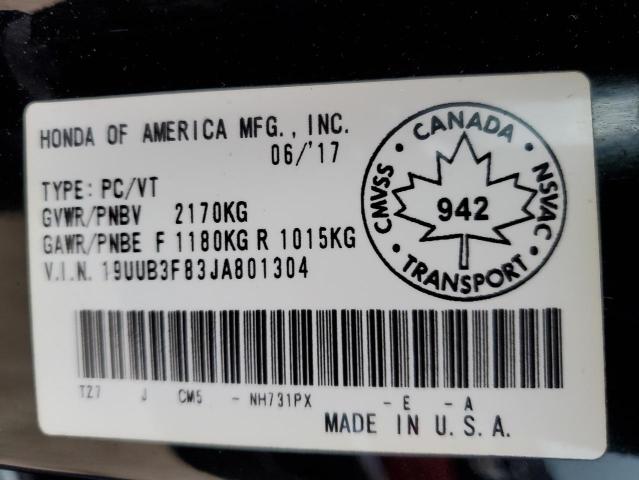 HONDA OF AMERICA MFG., INC.
06/'17
TYPE: PC/VT
GVWR/PNBV 2170KG
GAWR/PNBE F 1180KG R 1015KG
V.I.N. 19UUB3F83JA801304
CANADA
CMVSS
942
NSVAC
TRANSPORT
T27 J CM5 - NH731PX - E - A
MADE IN U.S.A.